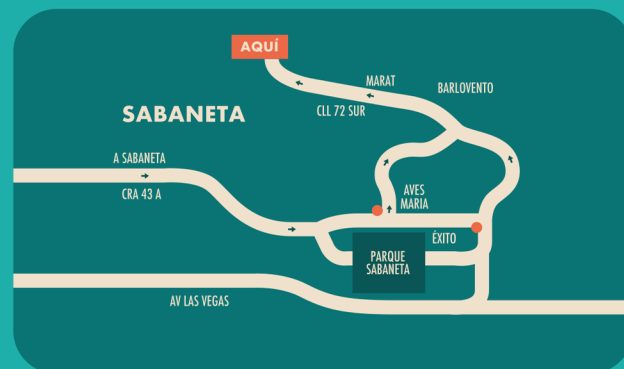 AQUÍ
MARAT
BARLOVENTO
CLL 72 SUR
SABANETA
A SABANETA
CRA 43 A
AVES
MARIA
ÉXITO
PARQUE
SABANETA
AV LAS VEGAS